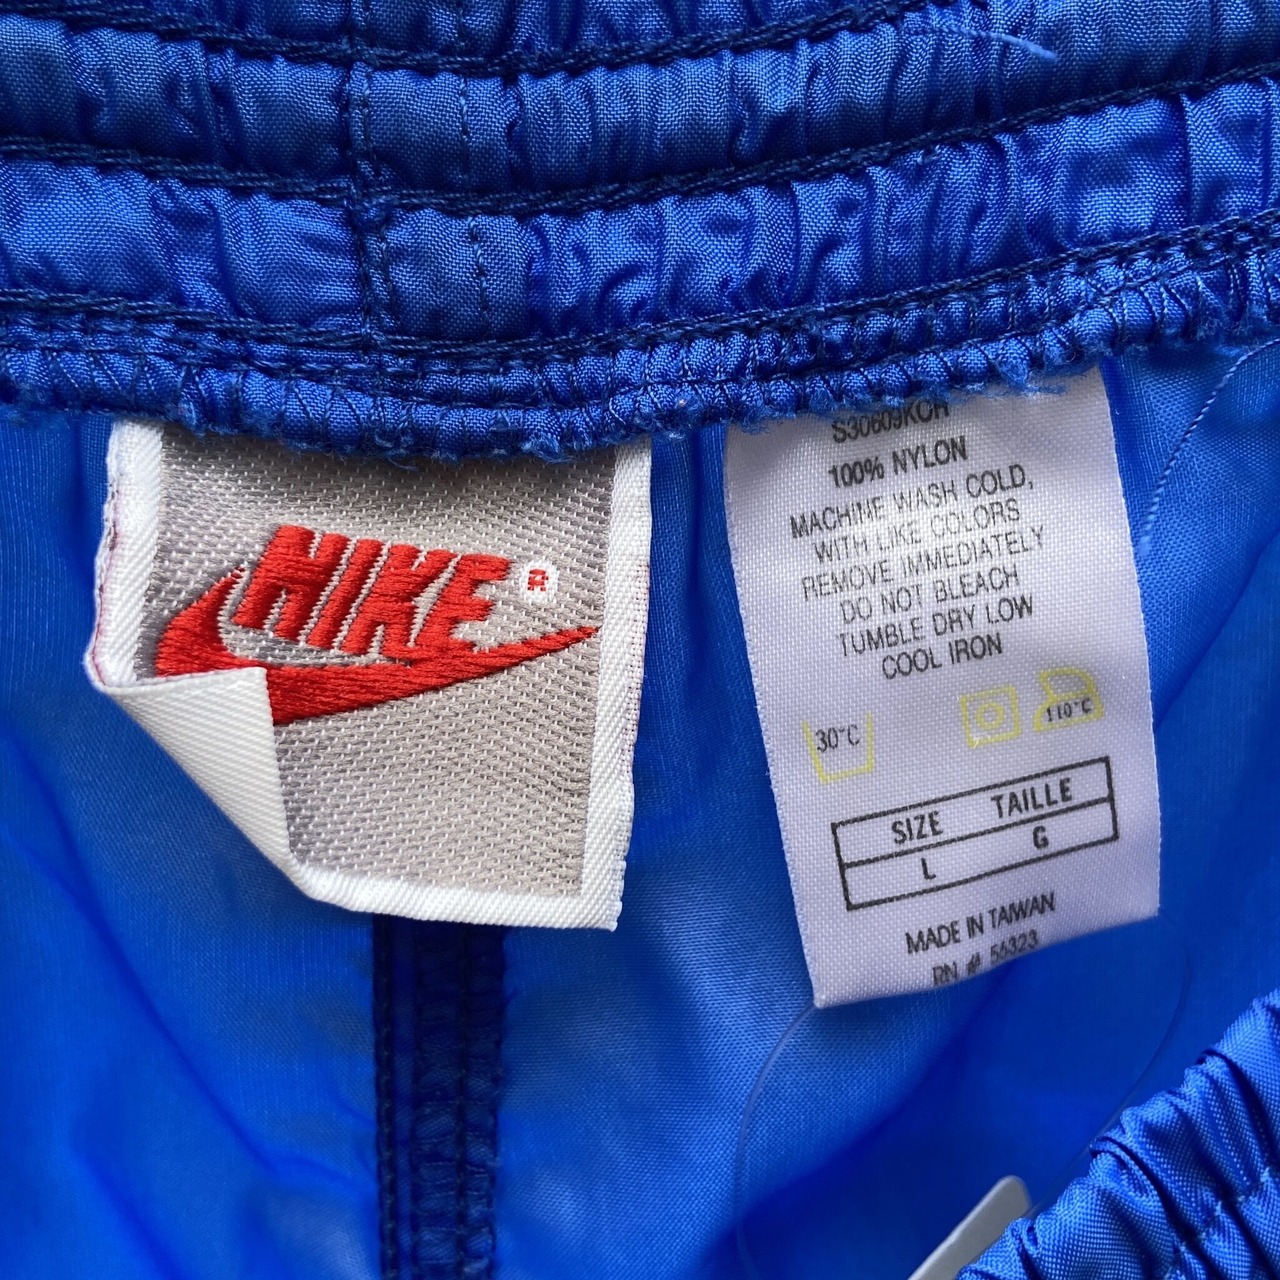 NIKE ®
S30609KOH
100% NYLON
MACHINE WASH COLD,
WITH LIKE COLORS
REMOVE IMMEDIATELY
DO NOT BLEACH
TUMBLE DRY LOW
COOL IRON
30°C 110°C
SIZE TAILLE
L G
MADE IN TAIWAN
RN # 56323